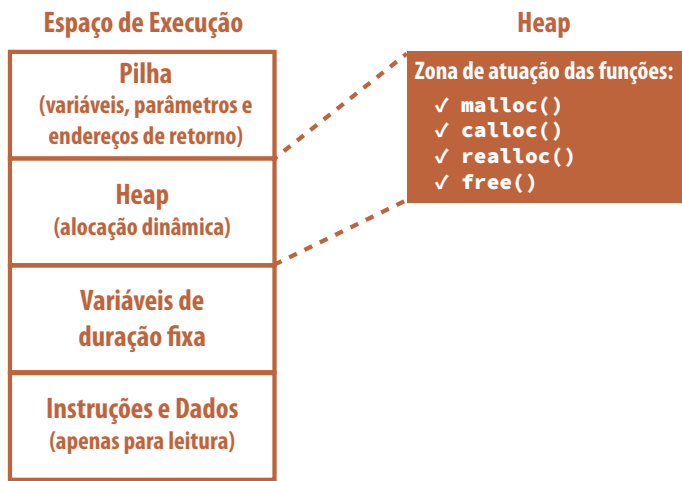 Espaço de Execução
Pilha
(variáveis, parâmetros e
endereços de retorno)
Heap
(alocação dinâmica)
Variáveis de
duração fixa
Instruções e Dados
(apenas para leitura)
Heap
Zona de atuação das funções:
✓ malloc()
✓ calloc()
✓ realloc()
✓ free()